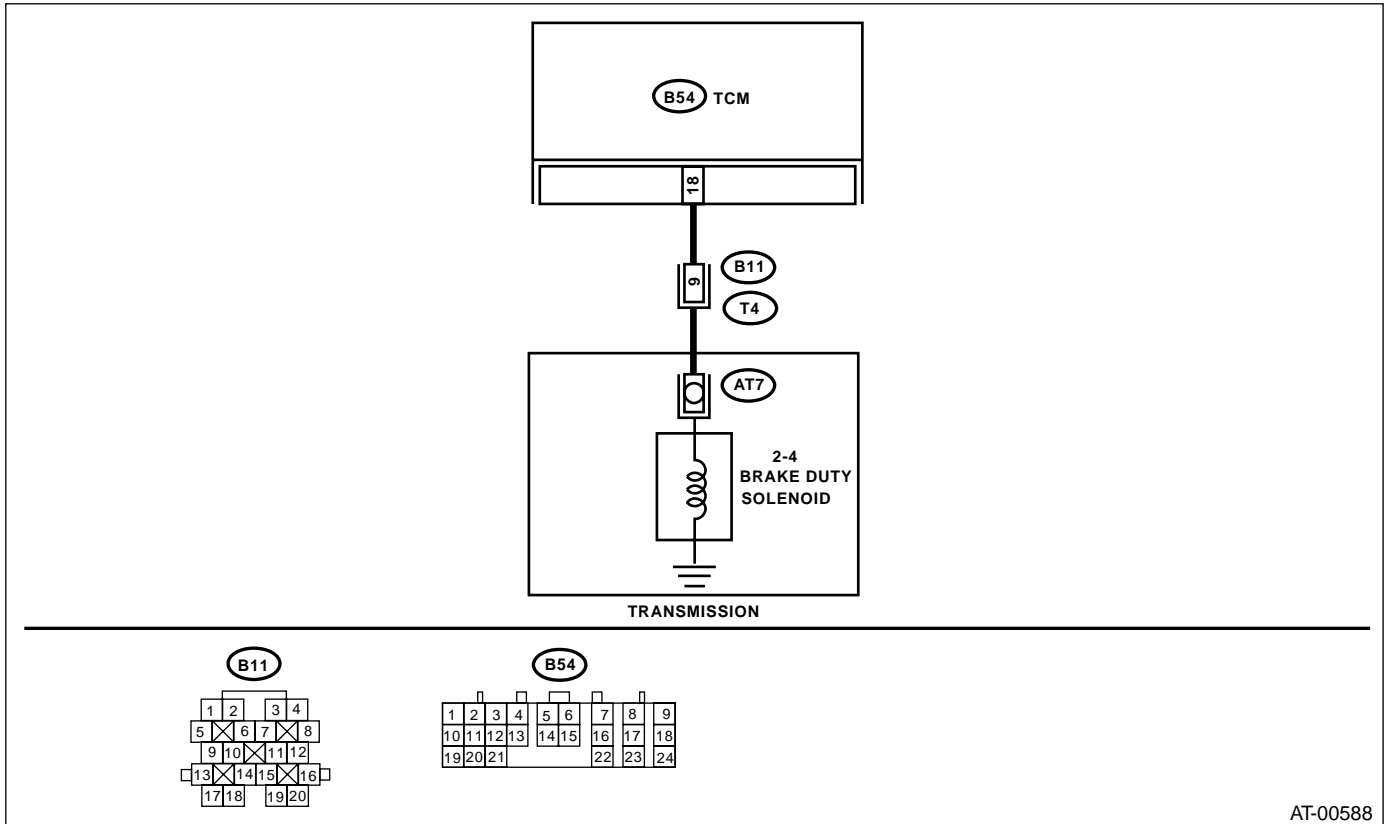 B54 TCM
18
B11
9
T4
AT7
2-4
BRAKE DUTY
SOLENOID
TRANSMISSION
B11
1 2 3 4
5 6 7 8
9 10 11 12
13 14 15 16
17 18 19 20
B54
1 2 3 4 5 6 7 8 9
10 11 12 13 14 15 16 17 18
19 20 21 22 23 24
AT-00588